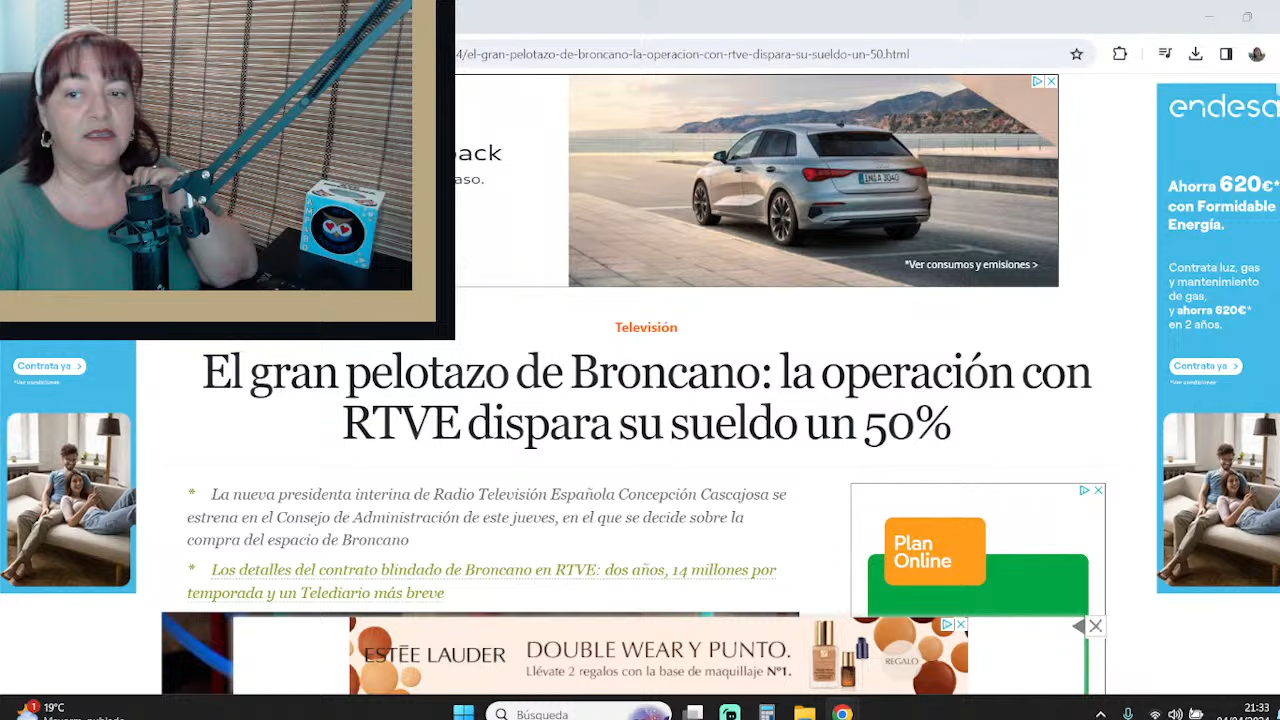 4/el-gran-pelotazo-de-broncano-la-operacion-con-rtve-dispara-su-sueldo-un-50.html
endesa
Ahorra 620€*
con Formidable
Energía.
Contrata luz, gas
y mantenimiento
de gas,
y ahorra 620€*
en 2 años.
Contrata ya >
*Ver condiciones
*Ver consumos y emisiones >
Contrata ya >
*Ver condiciones
Televisión
El gran pelotazo de Broncano: la operación con
RTVE dispara su sueldo un 50%
* La nueva presidenta interina de Radio Televisión Española Concepción Cascajosa se
estrena en el Consejo de Administración de este jueves, en el que se decide sobre la
compra del espacio de Broncano
* Los detalles del contrato blindado de Broncano en RTVE: dos años, 14 millones por
temporada y un Telediario más breve
Plan
Online
ESTĒE LAUDER
DOUBLE WEAR Y PUNTO.
Llévate 2 regalos con la base de maquillaje Nº1.
REGALO
1
19°C
Búsqueda
21:33